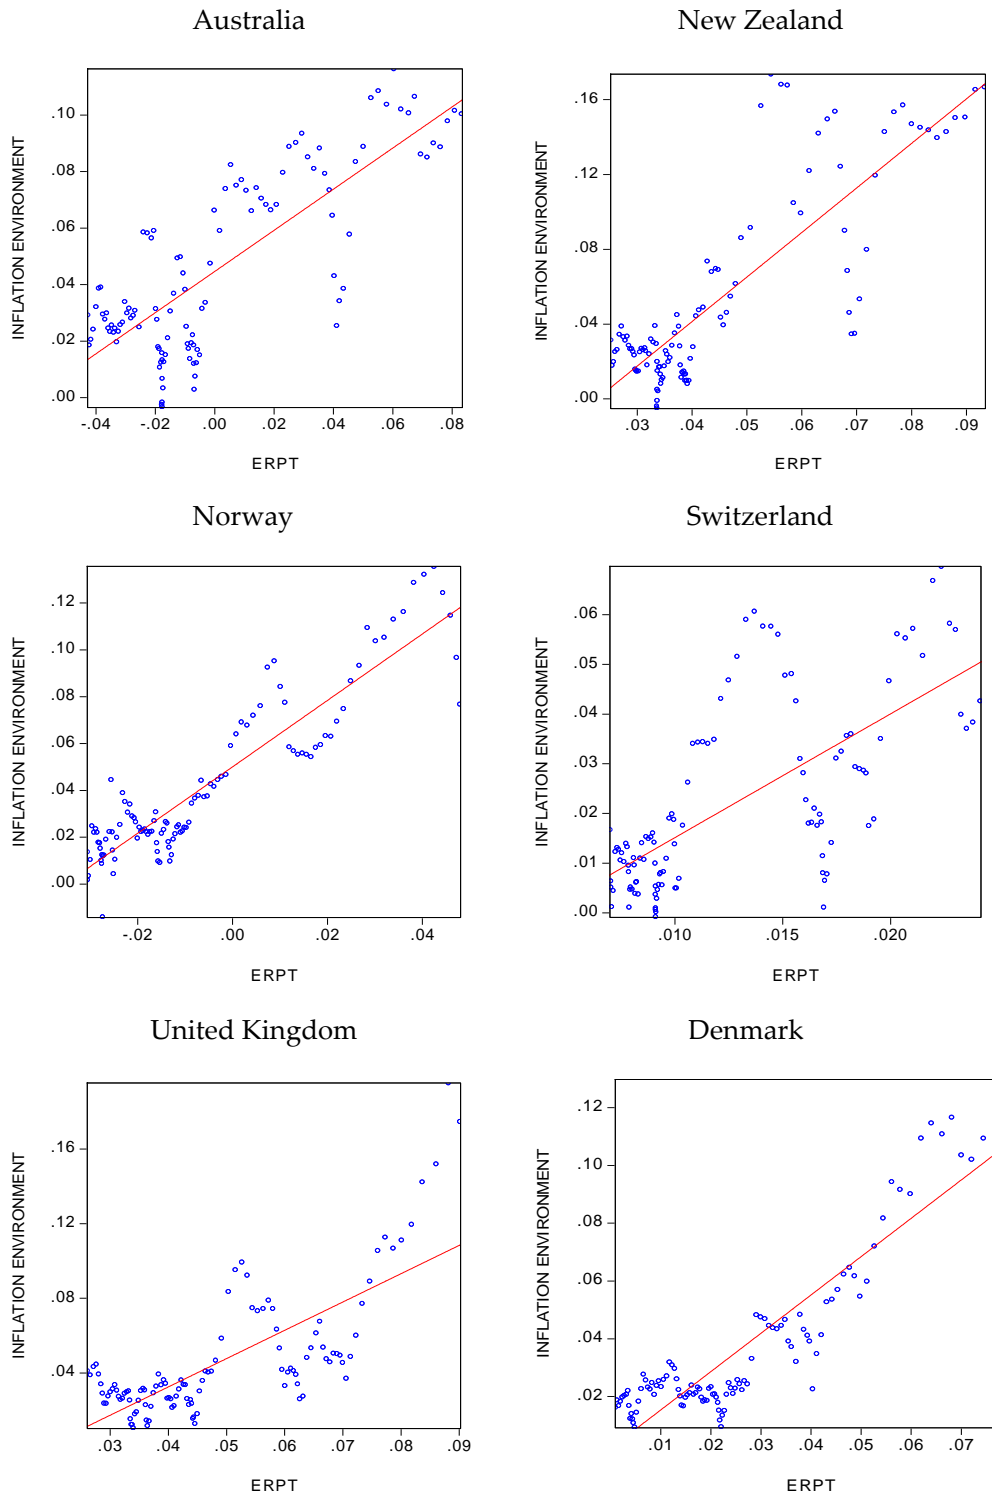 Australia
New Zealand
INFLATION ENVIRONMENT
.10
.08
.06
.04
.02
.00
-.04 -.02 .00 .02 .04 .06 .08
ERPT
INFLATION ENVIRONMENT
.16
.12
.08
.04
.00
.03 .04 .05 .06 .07 .08 .09
ERPT
Norway
Switzerland
INFLATION ENVIRONMENT
.12
.10
.08
.06
.04
.02
.00
-.02 .00 .02 .04
ERPT
INFLATION ENVIRONMENT
.06
.05
.04
.03
.02
.01
.00
.010 .015 .020
ERPT
United Kingdom
Denmark
INFLATION ENVIRONMENT
.16
.12
.08
.04
.03 .04 .05 .06 .07 .08 .09
ERPT
INFLATION ENVIRONMENT
.12
.10
.08
.06
.04
.02
.01 .02 .03 .04 .05 .06 .07
ERPT